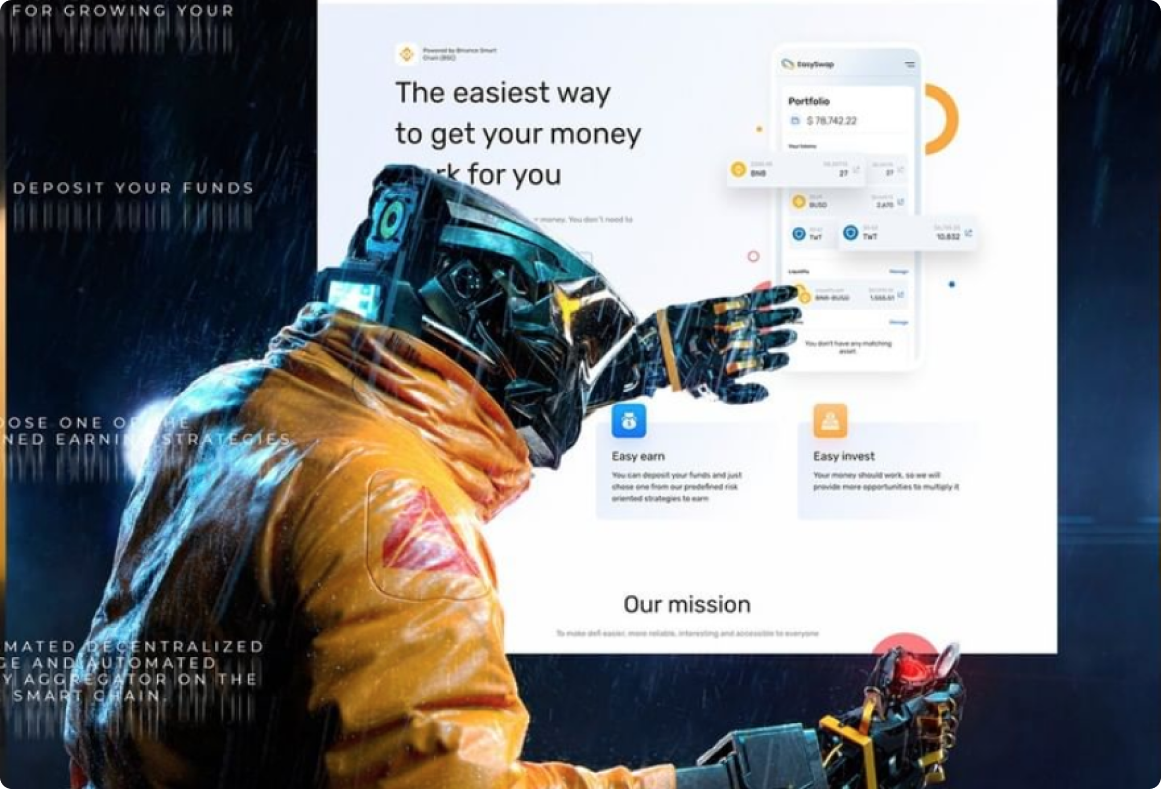 FOR GROWING YOUR
DEPOSIT YOUR FUNDS
OOSE ONE OF THE
NED EARNING STRATEGIES
MATED DECENTRALIZED
GE AND AUTOMATED
Y AGGREGATOR ON THE
SMART CHAIN.
Powered by Binance Smart
Chain (BSC)
The easiest way
to get your money
rk for you
money. You don't need to
EasySwap
Portfolio
$ 78,742.22
Your tokens
BNB
27
27
BUSD
2,670
TWT
TWT
10,832
Liquidity
Manage
BNB-BUSD
1,555.51
Manage
You don't have any matching
asset.
Easy earn
You can deposit your funds and just
chose one from our predefined risk
oriented strategies to earn
Easy invest
Your money should work, so we will
provide more opportunities to multiply it
Our mission
To make defi easier, more reliable, interesting and accessible to everyone